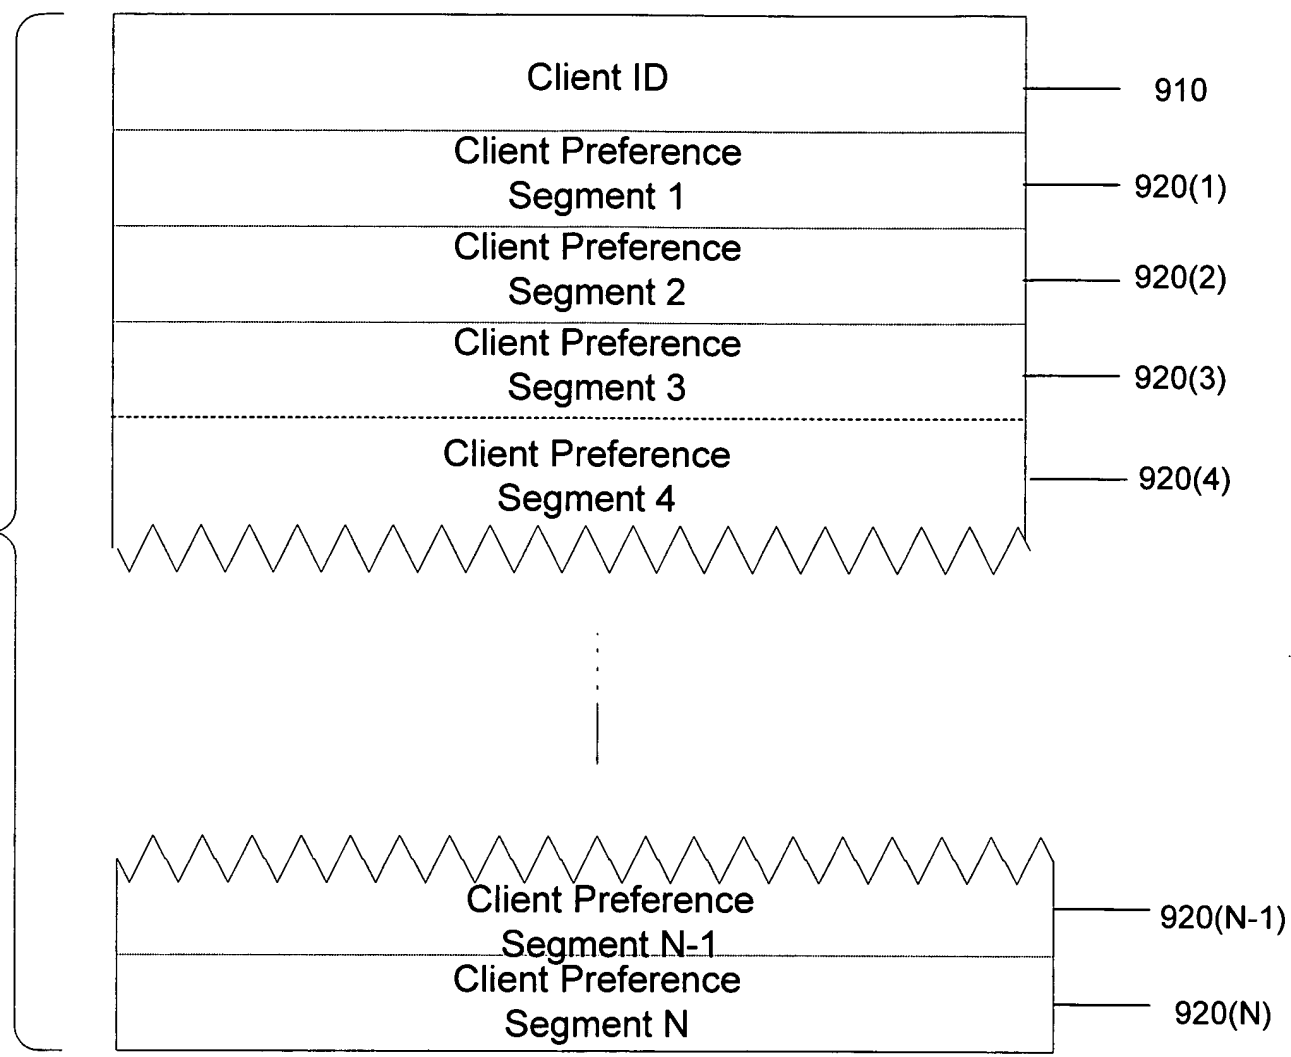 Client ID
910
Client Preference
Segment 1
920(1)
Client Preference
Segment 2
920(2)
Client Preference
Segment 3
920(3)
Client Preference
Segment 4
920(4)
Client Preference
Segment N-1
920(N-1)
Client Preference
Segment N
920(N)